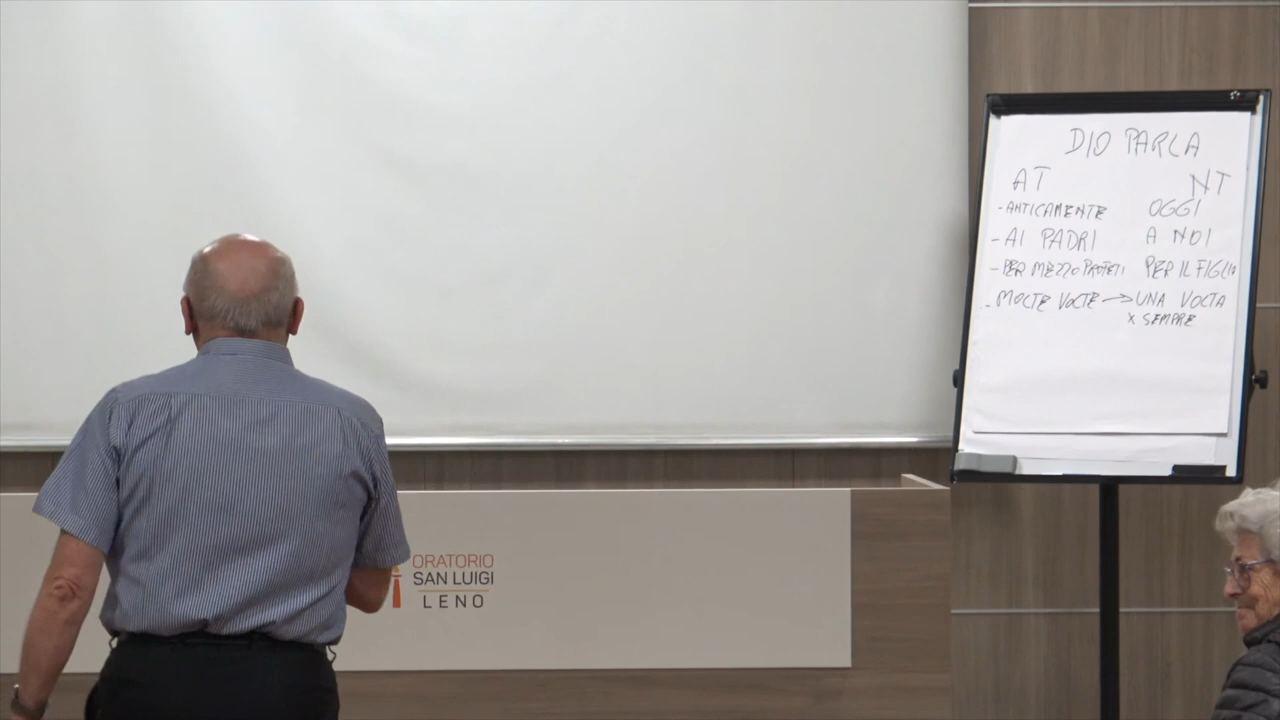 DIO PARLA
AT NT
- ANTICAMENTE OGGI
- AI PADRI A NOI
- PER MEZZO PROFETI PER IL FIGLIO
- MOLTE VOLTE → UNA VOLTA
X SEMPRE
ORATORIO
SAN LUIGI
LENO